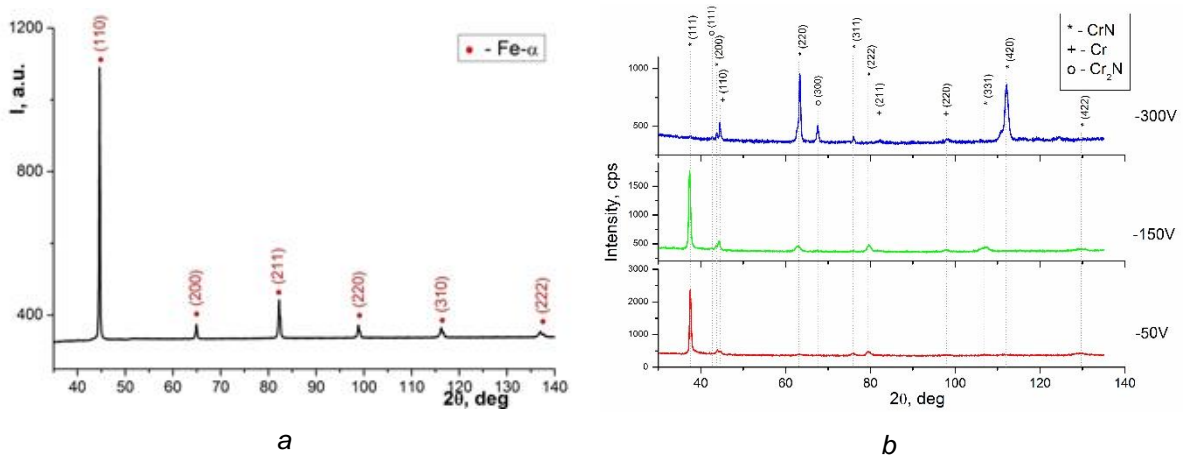 1200
800
400
I, a.u.
(110)
(200)
(211)
(220)
(310)
(222)
• - Fe-α
40 50 60 70 80 90 100 110 120 130 140
2θ, deg
a
* (111)
o (111)
* (200)
+ (110)
* (220)
o (300)
* (311)
* (222)
+ (211)
+ (220)
* (331)
* (420)
* (422)
* - CrN
+ - Cr
o - Cr₂N
1000
500
-300V
1500
1000
500
-150V
3000
2000
1000
0
-50V
Intensity, cps
40 60 80 100 120 140
2θ, deg
b